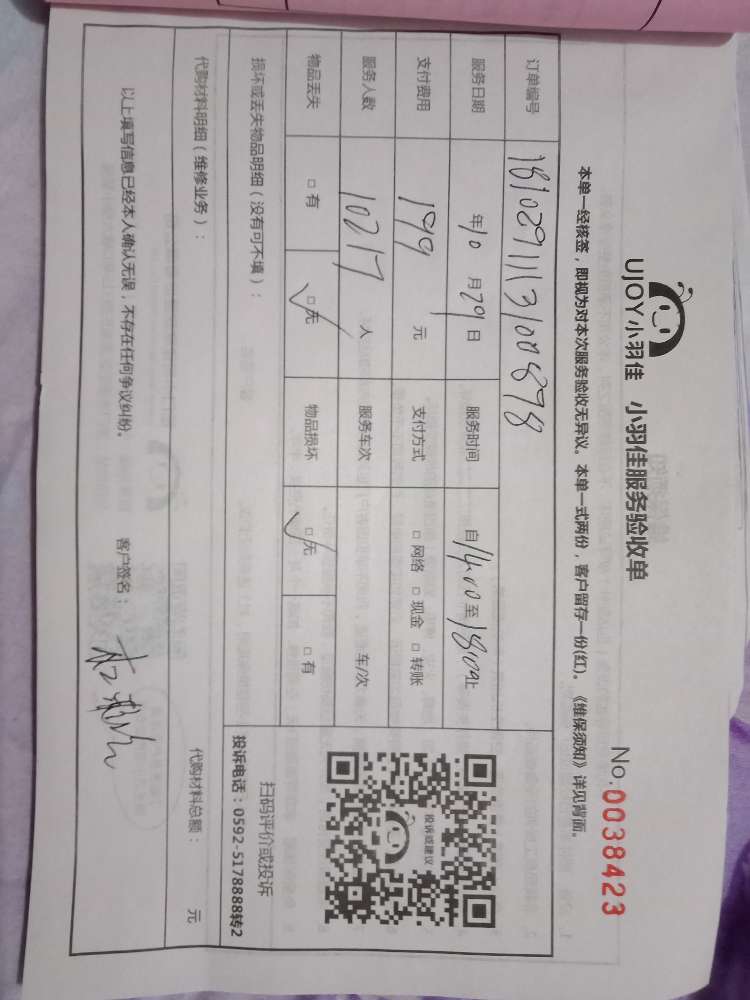 UJOY小羽佳 小羽佳服务验收单
No.0038423
本单一经核签，即视为对本次服务验收无异议。本单一式两份，客户留存一份(红)。《维保须知》详见背面。
订单编号 1810291113100878
服务日期 年10月29日 服务时间 自14:00至18:00止
支付费用 199元 支付方式 □网络 □现金 □转账
服务人数 10217人 服务车次 车/次
物品丢失 □有 □无 物品损坏 □无 □有
损坏或丢失物品明细（没有可不填）：
投诉或建议
扫码评价或投诉
投诉电话：0592-5178888转2
代购材料明细（维修业务）： 代购材料总额： 元
以上填写信息已经本人确认无误，不存在任何争议纠纷。 客户签名：